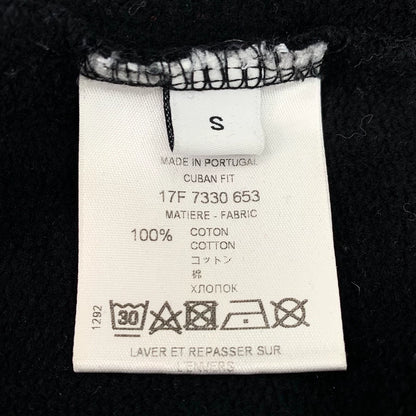 S
MADE IN PORTUGAL
CUBAN FIT
17F 7330 653
MATIERE - FABRIC
100% COTON
COTTON
コットン
棉
ХЛОПОК
1292
30
LAVER ET REPASSER SUR
L'ENVERS